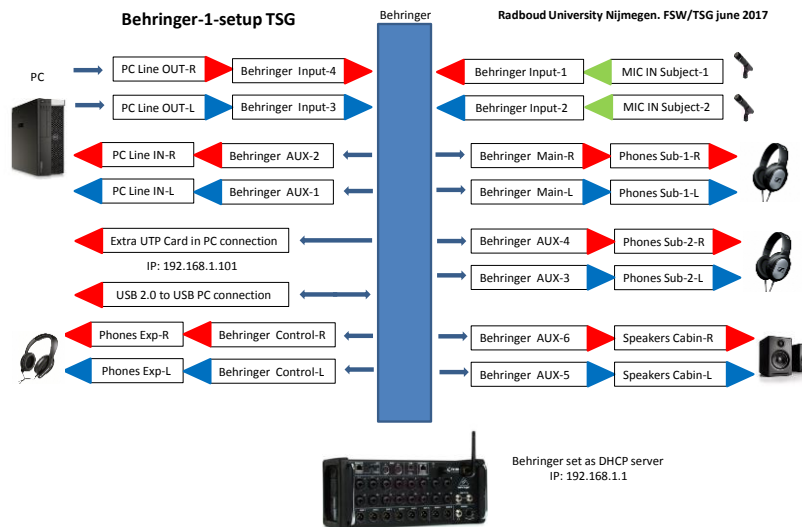 Behringer-1-setup TSG
Behringer
Radboud University Nijmegen. FSW/TSG june 2017
PC
PC Line OUT-R
Behringer Input-4
Behringer Input-1
MIC IN Subject-1
PC Line OUT-L
Behringer Input-3
Behringer Input-2
MIC IN Subject-2
PC Line IN-R
Behringer AUX-2
Behringer Main-R
Phones Sub-1-R
PC Line IN-L
Behringer AUX-1
Behringer Main-L
Phones Sub-1-L
Extra UTP Card in PC connection
Behringer AUX-4
Phones Sub-2-R
IP: 192.168.1.101
Behringer AUX-3
Phones Sub-2-L
USB 2.0 to USB PC connection
Phones Exp-R
Behringer Control-R
Behringer AUX-6
Speakers Cabin-R
Phones Exp-L
Behringer Control-L
Behringer AUX-5
Speakers Cabin-L
Behringer set as DHCP server
IP: 192.168.1.1